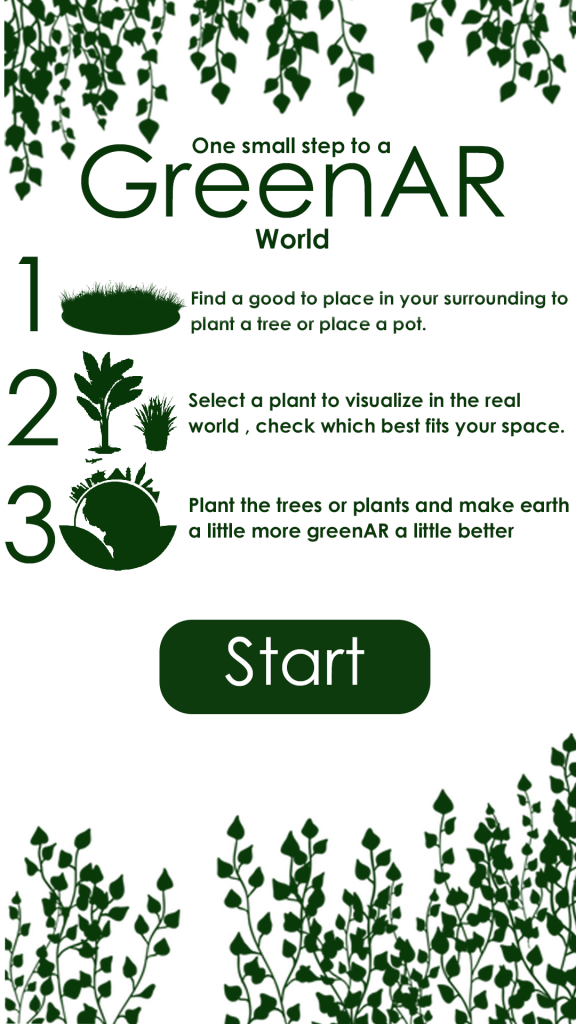 One small step to a
GreenAR
World
1
Find a good to place in your surrounding to
plant a tree or place a pot.
2
Select a plant to visualize in the real
world , check which best fits your space.
3
Plant the trees or plants and make earth
a little more greenAR a little better
Start